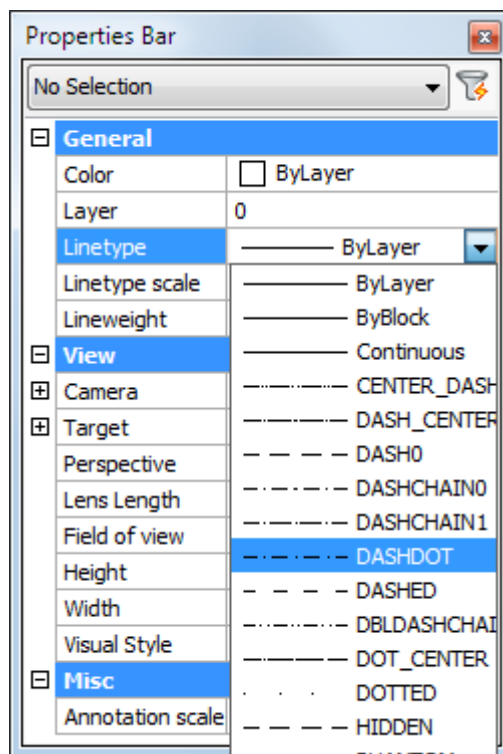 Properties Bar
No Selection
General
Color ByLayer
Layer 0
Linetype ByLayer
Linetype scale ByLayer
Lineweight ByBlock
View Continuous
Camera CENTER_DASH
Target DASH_CENTER
Perspective DASH0
Lens Length DASHCHAIN0
Field of view DASHCHAIN1
Height DASHDOT
Width DASHED
Visual Style DBLDASHCHAI
DOT_CENTER
Misc DOTTED
Annotation scale HIDDEN